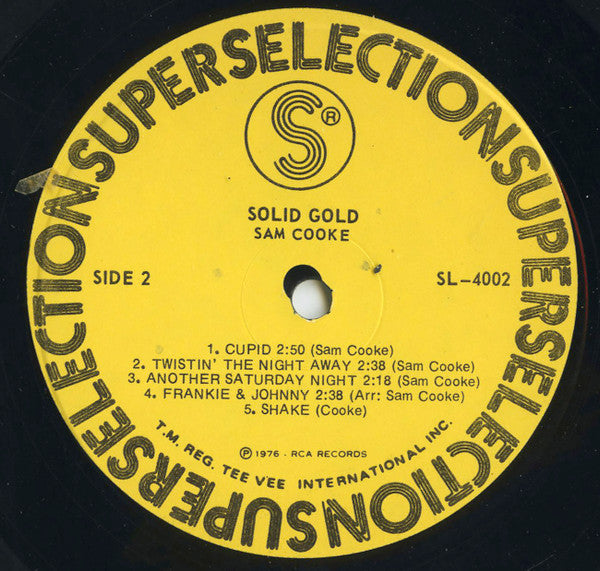 SUPERSELECTIONSUPERSELECTIONSUPERSELECTIONSUPERSELECTION
S®
SOLID GOLD
SAM COOKE
SIDE 2
SL-4002
1. CUPID 2:50 (Sam Cooke)
2. TWISTIN' THE NIGHT AWAY 2:38 (Sam Cooke)
3. ANOTHER SATURDAY NIGHT 2:18 (Sam Cooke)
4. FRANKIE & JOHNNY 2:38 (Arr: Sam Cooke)
5. SHAKE (Cooke)
℗ 1976 - RCA RECORDS
T.M. REG. TEE VEE INTERNATIONAL INC.